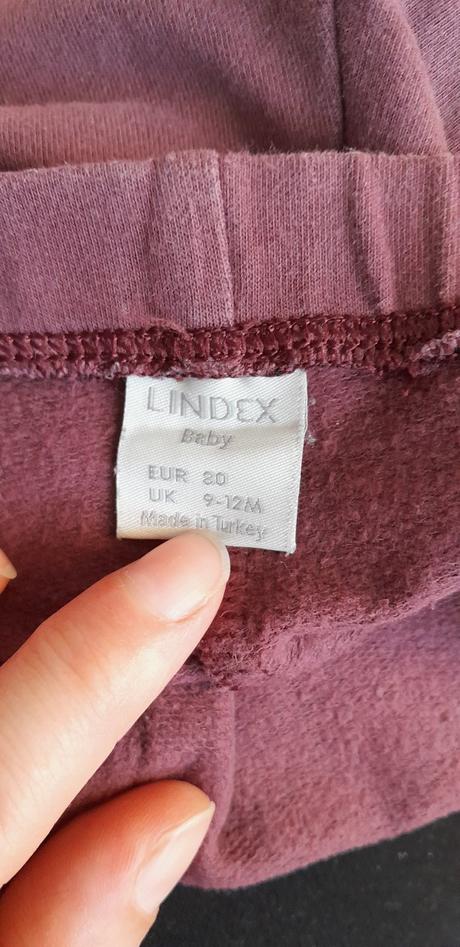 LINDEX
Baby
EUR 80
UK 9-12M
Made in Turkey